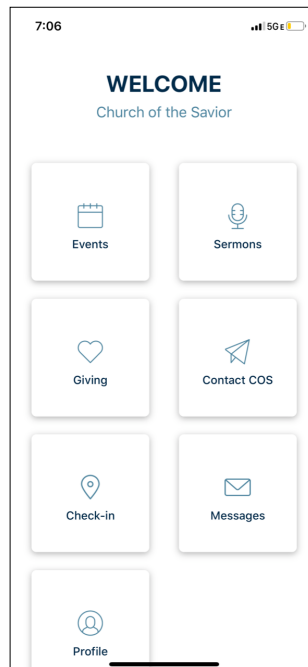 7:06 5GE
WELCOME
Church of the Savior
Events Sermons
Giving Contact COS
Check-in Messages
Profile